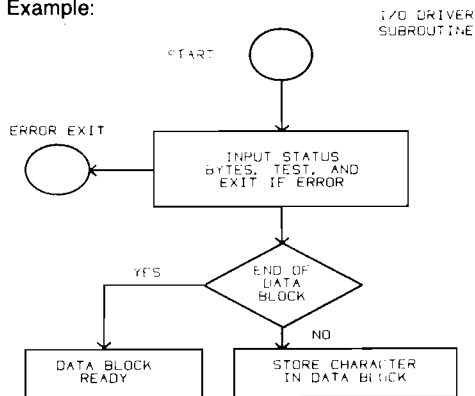 Example:
I/O DRIVER
SUBROUTINE
START
ERROR EXIT
INPUT STATUS
BYTES, TEST, AND
EXIT IF ERROR
YES
END OF
DATA
BLOCK
NO
DATA BLOCK
READY
STORE CHARACTER
IN DATA BLOCK